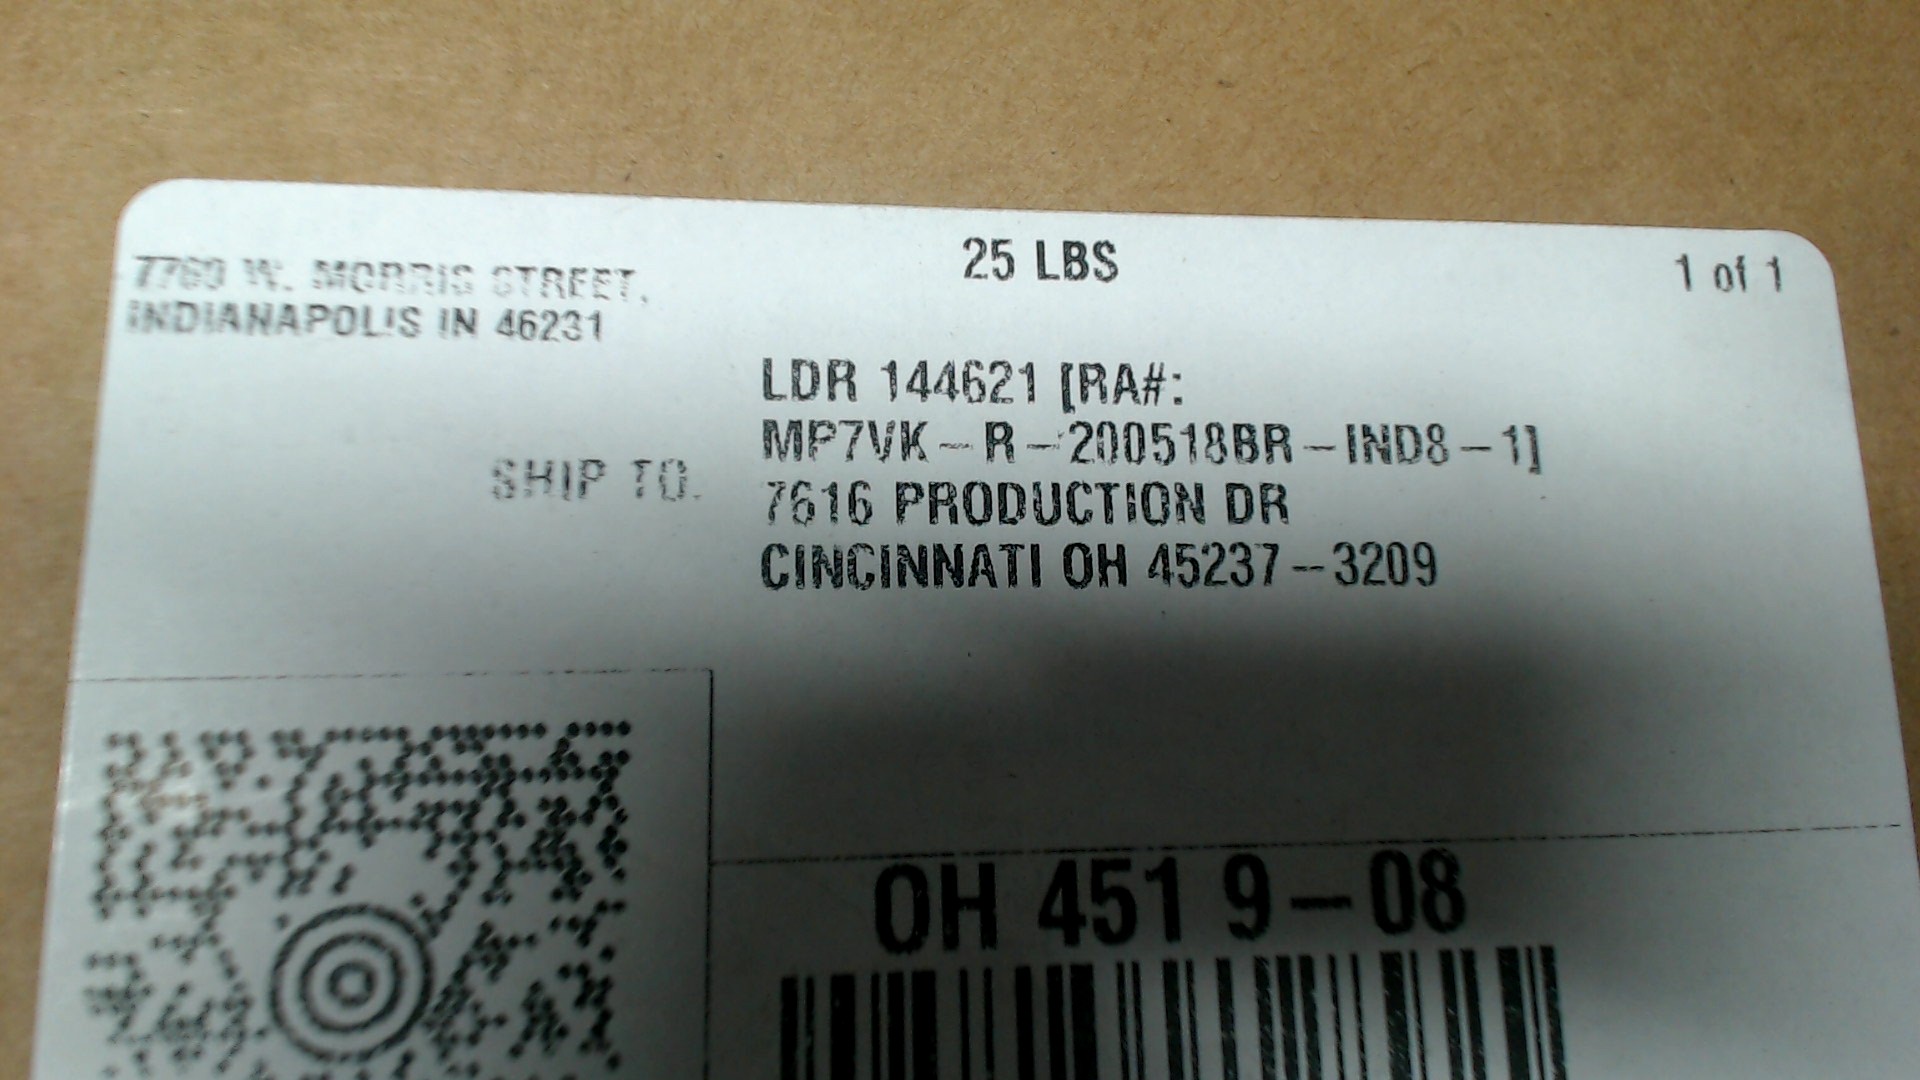 7760 W. MORRIS STREET,
INDIANAPOLIS IN 46231
25 LBS
1 of 1
SHIP TO:
LDR 144621 [RA#:
MP7VK-R-200518BR-IND8-1]
7616 PRODUCTION DR
CINCINNATI OH 45237-3209
OH 451 9-08